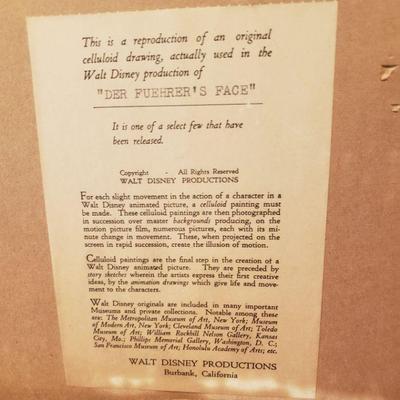 This is a reproduction of an original
celluloid drawing, actually used in the
Walt Disney production of
"DER FUEHRER'S FACE"
It is one of a select few that have
been released.
Copyright - All Rights Reserved
WALT DISNEY PRODUCTIONS
For each slight movement in the action of a character in a
Walt Disney animated picture, a celluloid painting must
be made. These celluloid paintings are then photographed
in succession over master backgrounds producing, on the
motion picture film, numerous pictures, each with its mi-
nute change in movement. These, when projected on the
screen in rapid succession, create the illusion of motion.
Celluloid paintings are the final step in the creation of a
Walt Disney animated picture. They are preceded by
story sketches wherein the artists express their first creative
ideas, by the animation drawings which give life and move-
ment to the characters.
Walt Disney originals are included in many important
Museums and private collections. Notable among these
are: The Metropolitan Museum of Art, New York; Museum
of Modern Art, New York; Cleveland Museum of Art; Toledo
Museum of Art; William Rockhill Nelson Gallery, Kansas
City, Mo.; Phillips Memorial Gallery, Washington, D. C.;
San Francisco Museum of Art; Honolulu Academy of Arts; etc.
WALT DISNEY PRODUCTIONS
Burbank, California